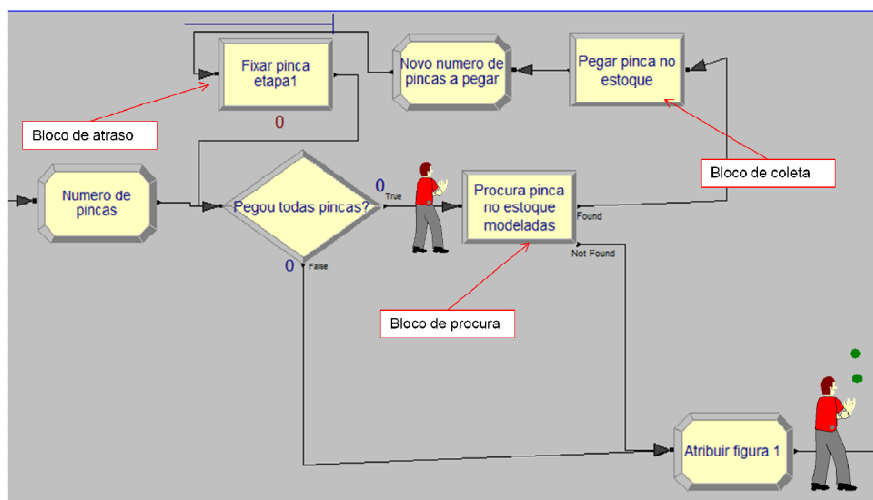 Fixar pinca
etapa1
0
Novo numero de
pincas a pegar
Pegar pinca no
estoque
Bloco de atraso
Bloco de coleta
Numero de
pincas
Pegou todas pincas?
0
True
0
False
Procura pinca
no estoque
modeladas
Found
Not Found
Bloco de procura
Atribuir figura 1